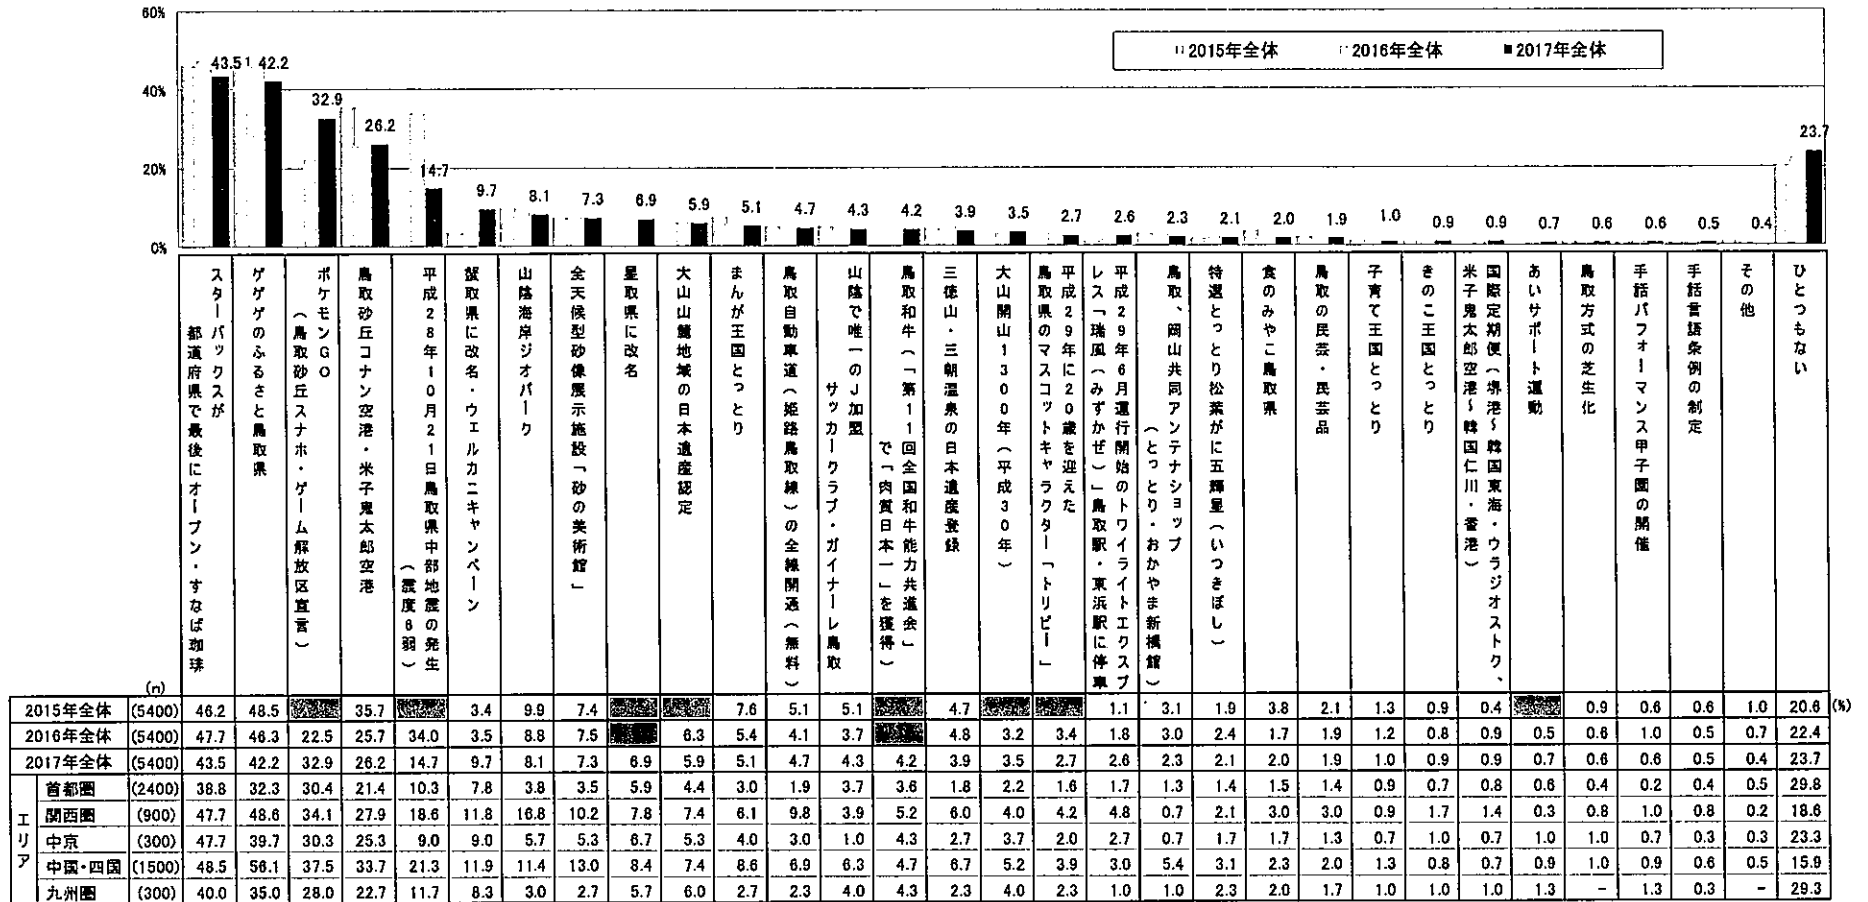 60%
40%
20%
0%
2015年全体 2016年全体 2017年全体
43.5 42.2 32.9 26.2 14.7 9.7 8.1 7.3 6.9 5.9 5.1 4.7 4.3 4.2 3.9 3.5 2.7 2.6 2.3 2.1 2.0 1.9 1.0 0.9 0.9 0.7 0.6 0.6 0.5 0.4 23.7
スターバックスが
都道府県で最後にオープン・すなば珈琲
ゲゲゲのふるさと鳥取県
ポケモンGO
(鳥取砂丘スナホ・ゲーム解放区宣言)
鳥取砂丘コナン空港・米子鬼太郎空港
平成28年10月21日鳥取県中部地震の発生
(震度6弱)
蟹取県に改名・ウェルカニキャンペーン
山陰海岸ジオパーク
全天候型砂像展示施設「砂の美術館」
星取県に改名
大山山麓地域の日本遺産認定
まんが王国とっとり
鳥取自動車道(姫路鳥取線)の全線開通(無料)
山陰で唯一のJ加盟
サッカークラブ・ガイナーレ鳥取
鳥取和牛(「第11回全国和牛能力共進会」
で「肉質日本一」を獲得)
三徳山・三朝温泉の日本遺産登録
大山開山1300年(平成30年)
平成29年に20歳を迎えた
鳥取県のマスコットキャラクター「トリピー」
平成29年6月運行開始のトワイライトエクスプ
レス「瑞風(みずかぜ)」鳥取駅・東浜駅に停車
鳥取、岡山共同アンテナショップ
(とっとり・おかやま新橋館)
特選とっとり松葉がに五輝星(いつきぼし)
食のみやこ鳥取県
鳥取の民芸・民芸品
子育て王国とっとり
きのこ王国とっとり
国際定期便(堺港~韓国東海・ウラジオストク、
米子鬼太郎空港~韓国仁川・香港)
あいサポート運動
鳥取方式の芝生化
手話パフォーマンス甲子園の開催
手話言語条例の制定
その他
ひとつもない
(n)
2015年全体 (5400) 46.2 48.5 35.7 3.4 9.9 7.4 7.6 5.1 5.1 4.7 1.1 3.1 1.9 3.8 2.1 1.3 0.9 0.4 0.9 0.6 0.6 1.0 20.6 (%)
2016年全体 (5400) 47.7 46.3 22.5 25.7 34.0 3.5 8.8 7.5 6.3 5.4 4.1 3.7 4.8 3.2 3.4 1.8 3.0 2.4 1.7 1.9 1.2 0.8 0.9 0.5 0.6 1.0 0.5 0.7 22.4
2017年全体 (5400) 43.5 42.2 32.9 26.2 14.7 9.7 8.1 7.3 6.9 5.9 5.1 4.7 4.3 4.2 3.9 3.5 2.7 2.6 2.3 2.1 2.0 1.9 1.0 0.9 0.9 0.7 0.6 0.6 0.5 0.4 23.7
エリア
首都圏 (2400) 38.8 32.3 30.4 21.4 10.3 7.8 3.8 3.5 5.9 4.4 3.0 1.9 3.7 3.6 1.8 2.2 1.6 1.7 1.3 1.4 1.5 1.4 0.9 0.7 0.8 0.6 0.4 0.2 0.4 0.5 29.8
関西圏 (900) 47.7 48.6 34.1 27.9 18.6 11.8 16.8 10.2 7.8 7.4 6.1 9.8 3.9 5.2 6.0 4.0 4.2 4.8 0.7 2.1 3.0 3.0 0.9 1.7 1.4 0.3 0.8 1.0 0.8 0.2 18.6
中京 (300) 47.7 39.7 30.3 25.3 9.0 9.0 5.7 5.3 6.7 5.3 4.0 3.0 1.0 4.3 2.7 3.7 2.0 2.7 0.7 1.7 1.7 1.3 0.7 1.0 0.7 1.0 1.0 0.7 0.3 0.3 23.3
中国・四国 (1500) 48.5 56.1 37.5 33.7 21.3 11.9 11.4 13.0 8.4 7.4 8.6 6.9 6.3 4.7 6.7 5.2 3.9 3.0 5.4 3.1 2.3 2.0 1.3 0.8 0.7 0.9 1.0 0.9 0.6 0.5 15.9
九州圏 (300) 40.0 35.0 28.0 22.7 11.7 8.3 3.0 2.7 5.7 6.0 2.7 2.3 4.0 4.3 2.3 4.0 2.3 1.0 1.0 2.3 2.0 1.7 1.0 1.0 1.0 1.3 - 1.3 0.3 - 29.3